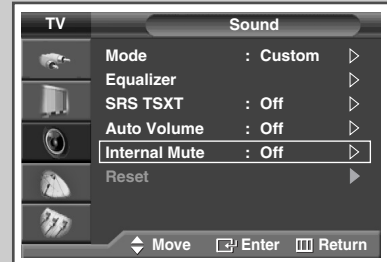 TV Sound
Mode : Custom
Equalizer
SRS TSXT : Off
Auto Volume : Off
Internal Mute : Off
Reset
Move Enter Return